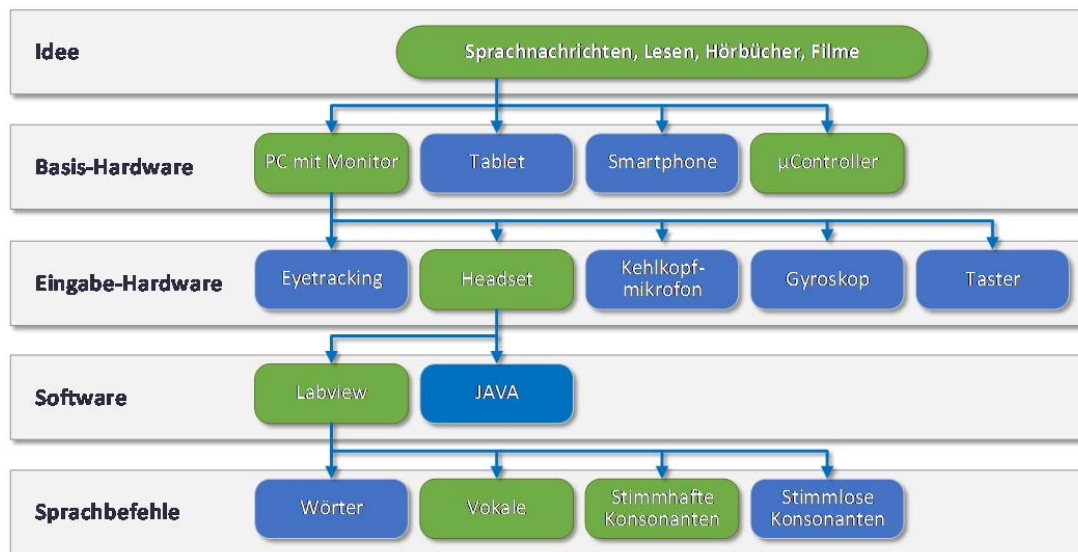 Idee
Sprachnachrichten, Lesen, Hörbücher, Filme
Basis-Hardware
PC mit Monitor
Tablet
Smartphone
µController
Eingabe-Hardware
Eyetracking
Headset
Kehlkopf-
mikrofon
Gyroskop
Taster
Software
Labview
JAVA
Sprachbefehle
Wörter
Vokale
Stimmhafte
Konsonanten
Stimmlose
Konsonanten